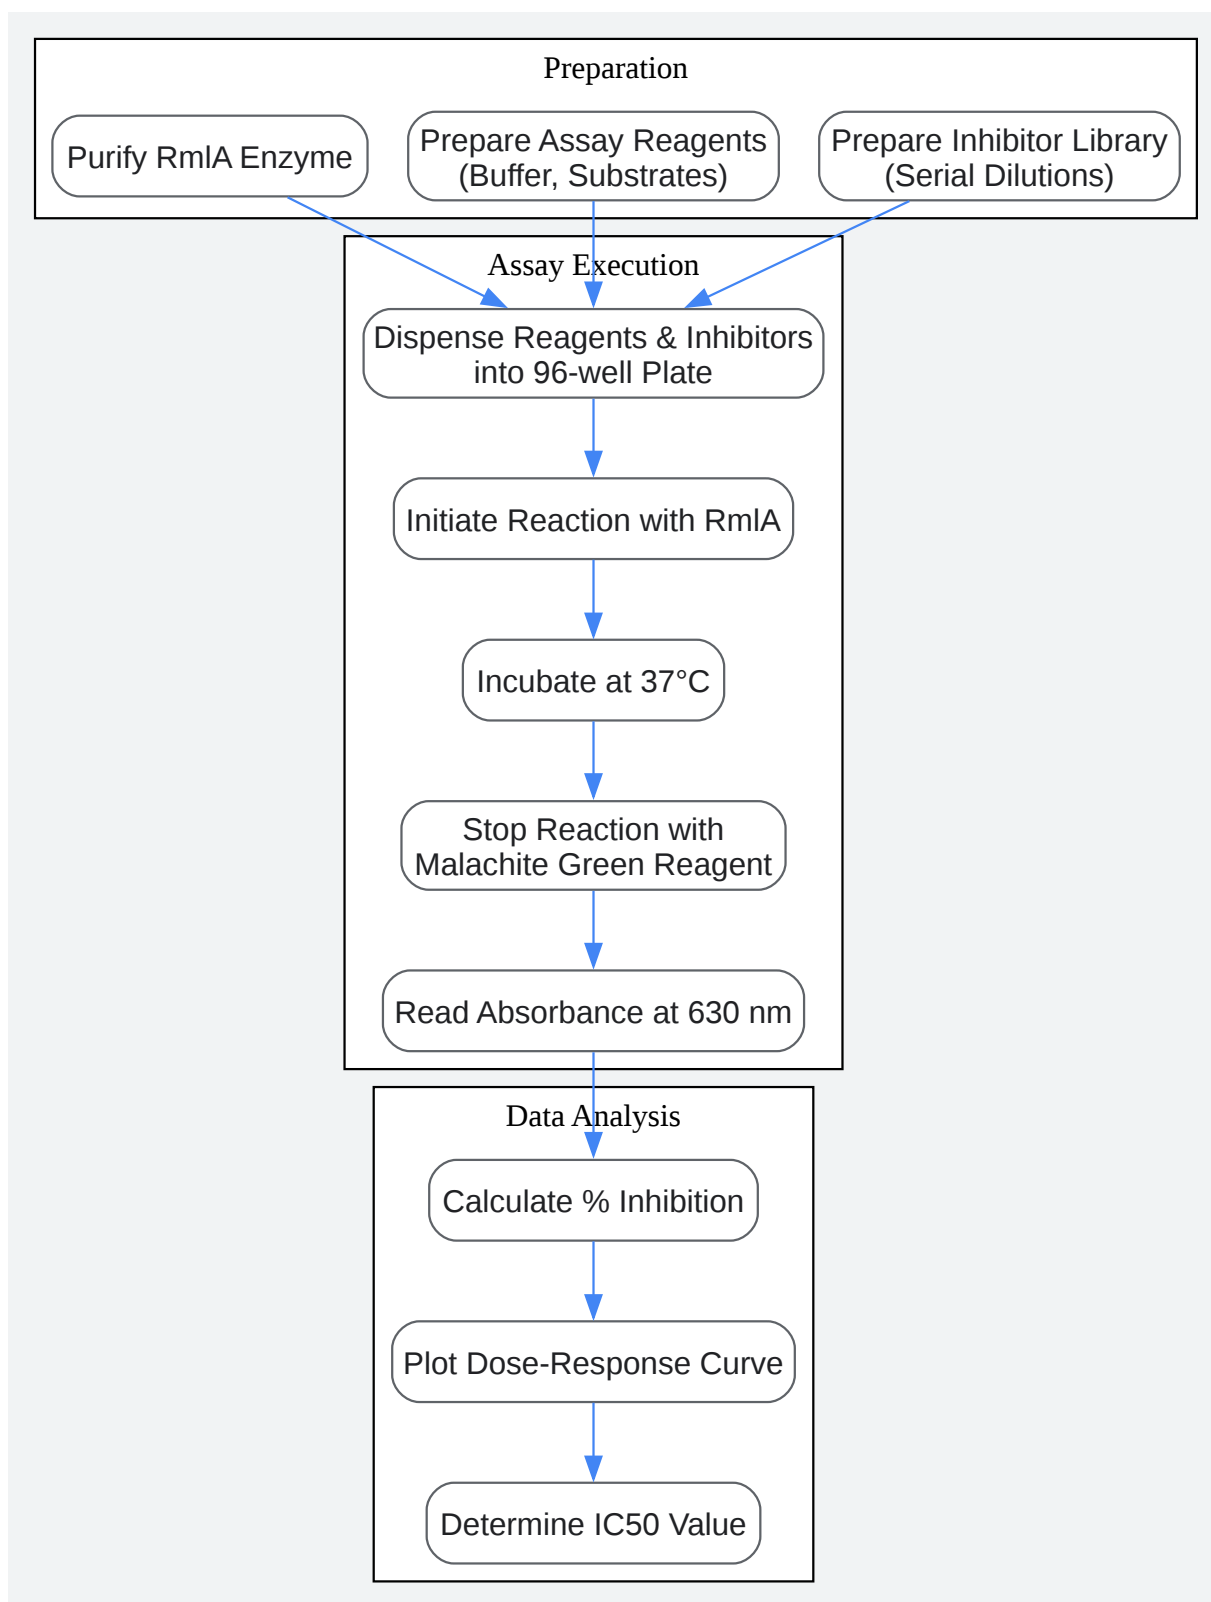 Preparation
Purify RmlA Enzyme
Prepare Assay Reagents
(Buffer, Substrates)
Prepare Inhibitor Library
(Serial Dilutions)
Assay Execution
Dispense Reagents & Inhibitors
into 96-well Plate
Initiate Reaction with RmlA
Incubate at 37°C
Stop Reaction with
Malachite Green Reagent
Read Absorbance at 630 nm
Data Analysis
Calculate % Inhibition
Plot Dose-Response Curve
Determine IC50 Value